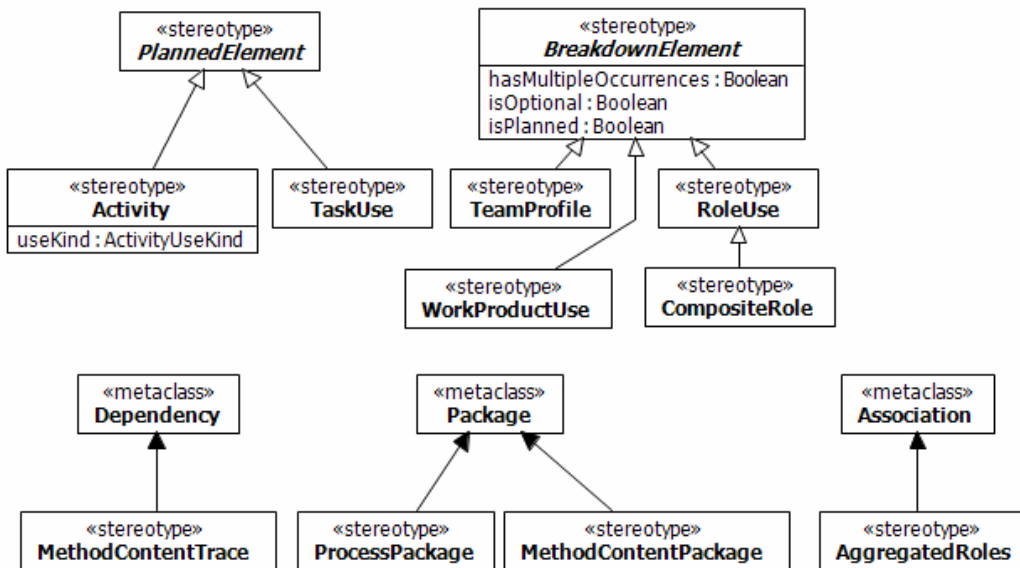 «stereotype»
PlannedElement
«stereotype»
BreakdownElement
hasMultipleOccurrences : Boolean
isOptional : Boolean
isPlanned : Boolean
«stereotype»
Activity
useKind : ActivityUseKind
«stereotype»
TaskUse
«stereotype»
TeamProfile
«stereotype»
RoleUse
«stereotype»
WorkProductUse
«stereotype»
CompositeRole
«metaclass»
Dependency
«metaclass»
Package
«metaclass»
Association
«stereotype»
MethodContentTrace
«stereotype»
ProcessPackage
«stereotype»
MethodContentPackage
«stereotype»
AggregatedRoles